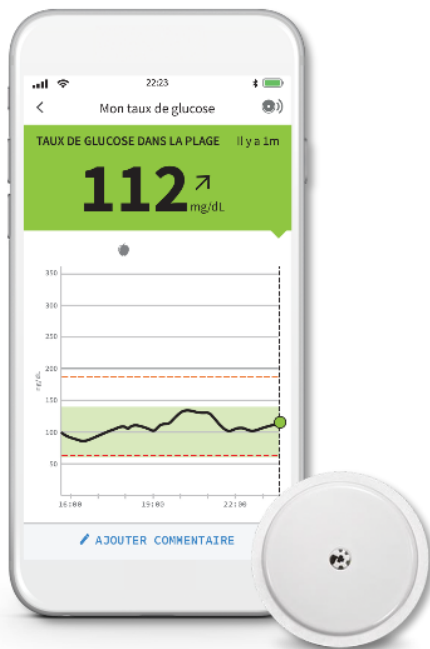 22:23
Mon taux de glucose
TAUX DE GLUCOSE DANS LA PLAGE Il y a 1m
112 mg/dL
350
300
250
200
mg/dL
150
100
50
16:00 19:00 22:00
AJOUTER COMMENTAIRE